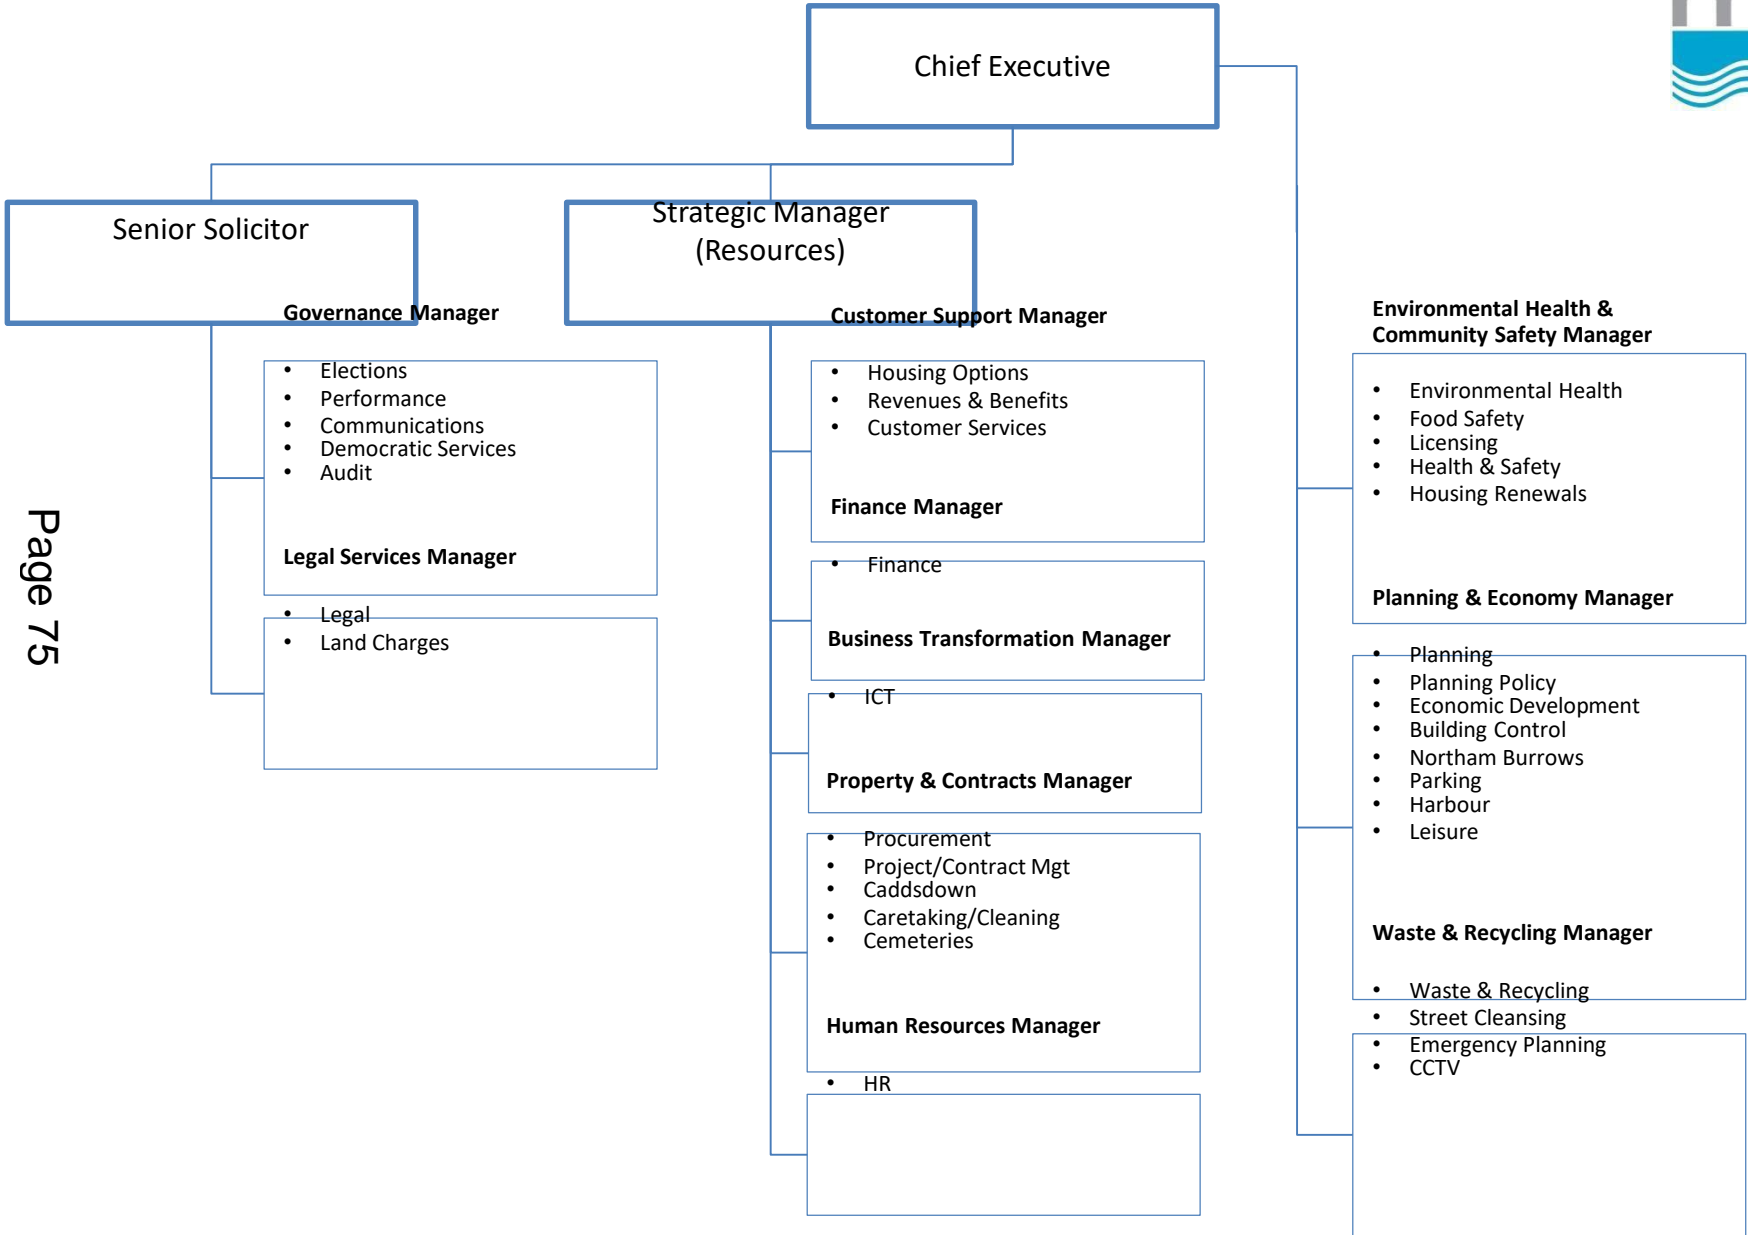 Chief Executive
Senior Solicitor
Strategic Manager
(Resources)
Governance Manager
• Elections
• Performance
• Communications
• Democratic Services
• Audit
Legal Services Manager
• Legal
• Land Charges
Customer Support Manager
• Housing Options
• Revenues & Benefits
• Customer Services
Finance Manager
• Finance
Business Transformation Manager
• ICT
Property & Contracts Manager
• Procurement
• Project/Contract Mgt
• Caddsdown
• Caretaking/Cleaning
• Cemeteries
Human Resources Manager
• HR
Environmental Health &
Community Safety Manager
• Environmental Health
• Food Safety
• Licensing
• Health & Safety
• Housing Renewals
Planning & Economy Manager
• Planning
• Planning Policy
• Economic Development
• Building Control
• Northam Burrows
• Parking
• Harbour
• Leisure
Waste & Recycling Manager
• Waste & Recycling
• Street Cleansing
• Emergency Planning
• CCTV
Page 75